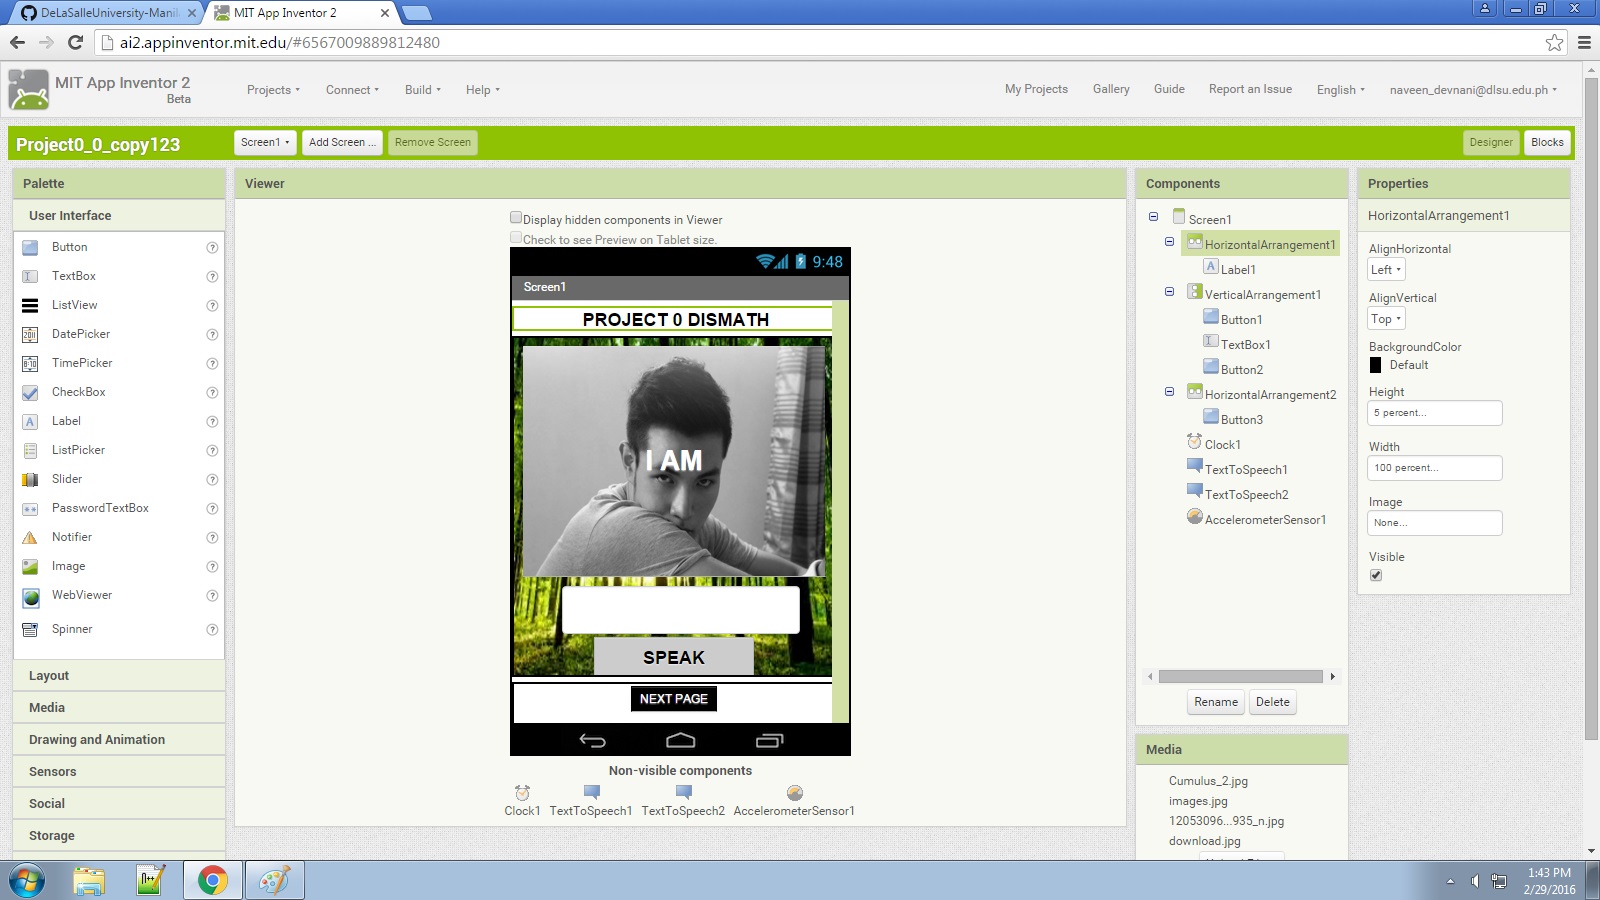 DeLaSalleUniversity-Manil
MIT App Inventor 2
ai2.appinventor.mit.edu/#6567009889812480
MIT App Inventor 2
Beta
Projects
Connect
Build
Help
My Projects
Gallery
Guide
Report an Issue
English
naveen_devnani@dlsu.edu.ph
Project0_0_copy123
Screen1
Add Screen ...
Remove Screen
Designer
Blocks
Palette
User Interface
Button
TextBox
ListView
DatePicker
TimePicker
CheckBox
Label
ListPicker
Slider
PasswordTextBox
Notifier
Image
WebViewer
Spinner
Layout
Media
Drawing and Animation
Sensors
Social
Storage
Viewer
Display hidden components in Viewer
Check to see Preview on Tablet size.
9:48
Screen1
PROJECT 0 DISMATH
I AM
SPEAK
NEXT PAGE
Non-visible components
Clock1
TextToSpeech1
TextToSpeech2
AccelerometerSensor1
Components
Screen1
HorizontalArrangement1
Label1
VerticalArrangement1
Button1
TextBox1
Button2
HorizontalArrangement2
Button3
Clock1
TextToSpeech1
TextToSpeech2
AccelerometerSensor1
Rename
Delete
Media
Cumulus_2.jpg
images.jpg
12053096...935_n.jpg
download.jpg
Properties
HorizontalArrangement1
AlignHorizontal
Left
AlignVertical
Top
BackgroundColor
Default
Height
5 percent...
Width
100 percent...
Image
None...
Visible
1:43 PM
2/29/2016